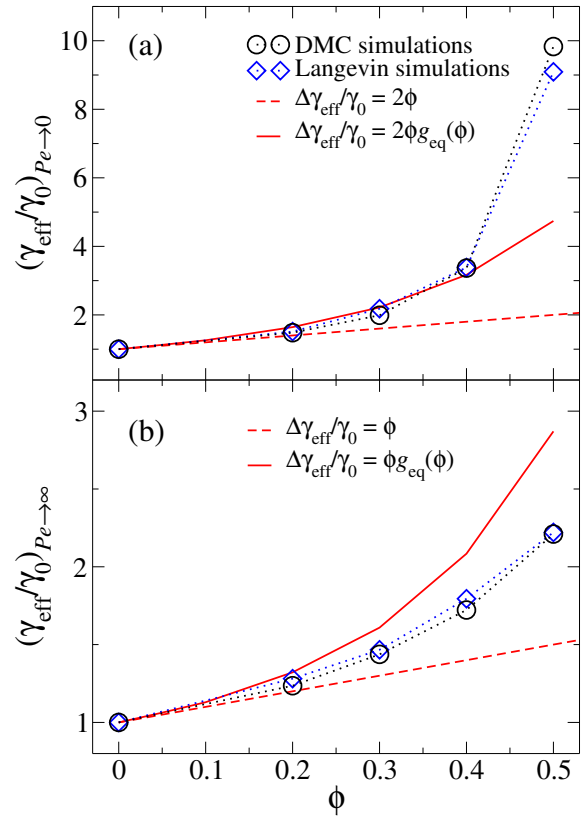 (a)
DMC simulations
Langevin simulations
Δγeff/γ0 = 2ϕ
Δγeff/γ0 = 2ϕgeq(ϕ)
(γeff/γ0)Pe→0
10
8
6
4
2
(b)
Δγeff/γ0 = ϕ
Δγeff/γ0 = ϕgeq(ϕ)
(γeff/γ0)Pe→∞
3
2
1
0 0.1 0.2 0.3 0.4 0.5
ϕ